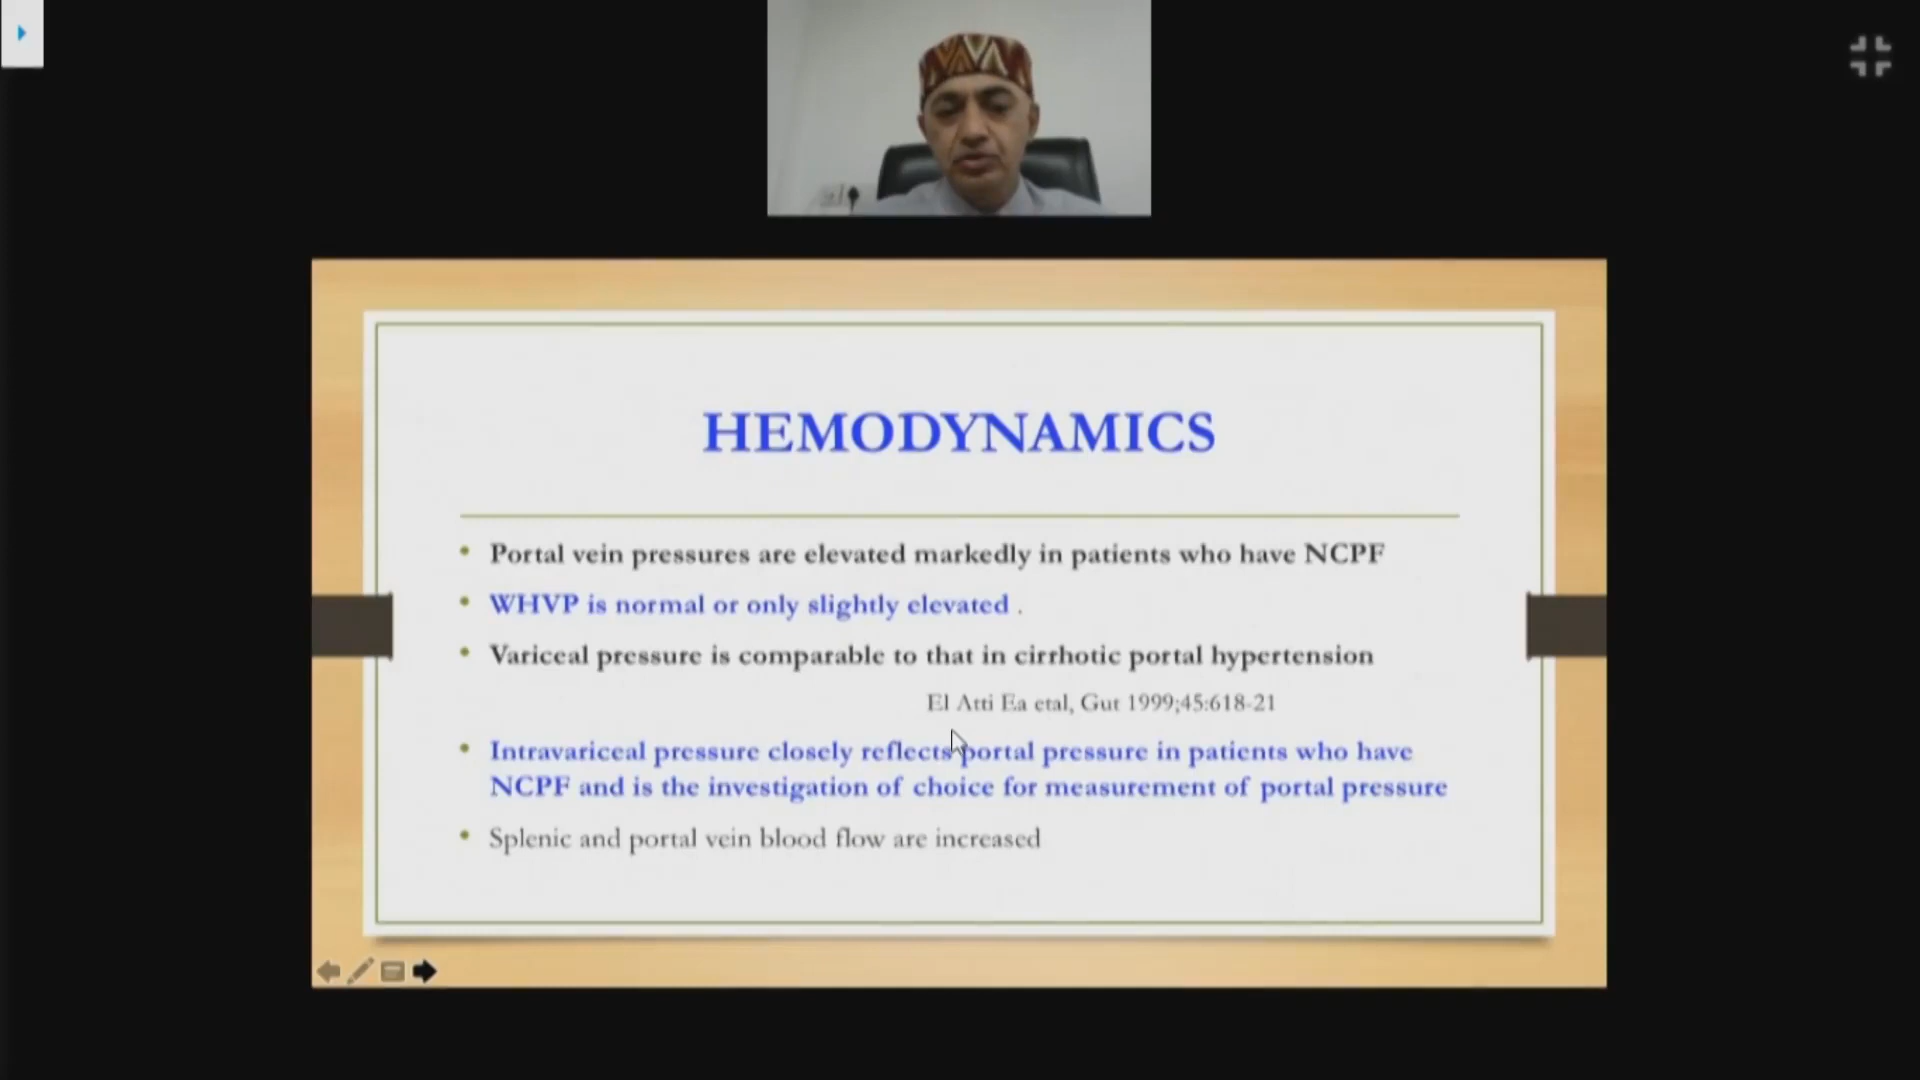 HEMODYNAMICS
• Portal vein pressures are elevated markedly in patients who have NCPF
• WHVP is normal or only slightly elevated .
• Variceal pressure is comparable to that in cirrhotic portal hypertension
El Atti Ea etal, Gut 1999;45:618-21
• Intravariceal pressure closely reflects portal pressure in patients who have
NCPF and is the investigation of choice for measurement of portal pressure
• Splenic and portal vein blood flow are increased